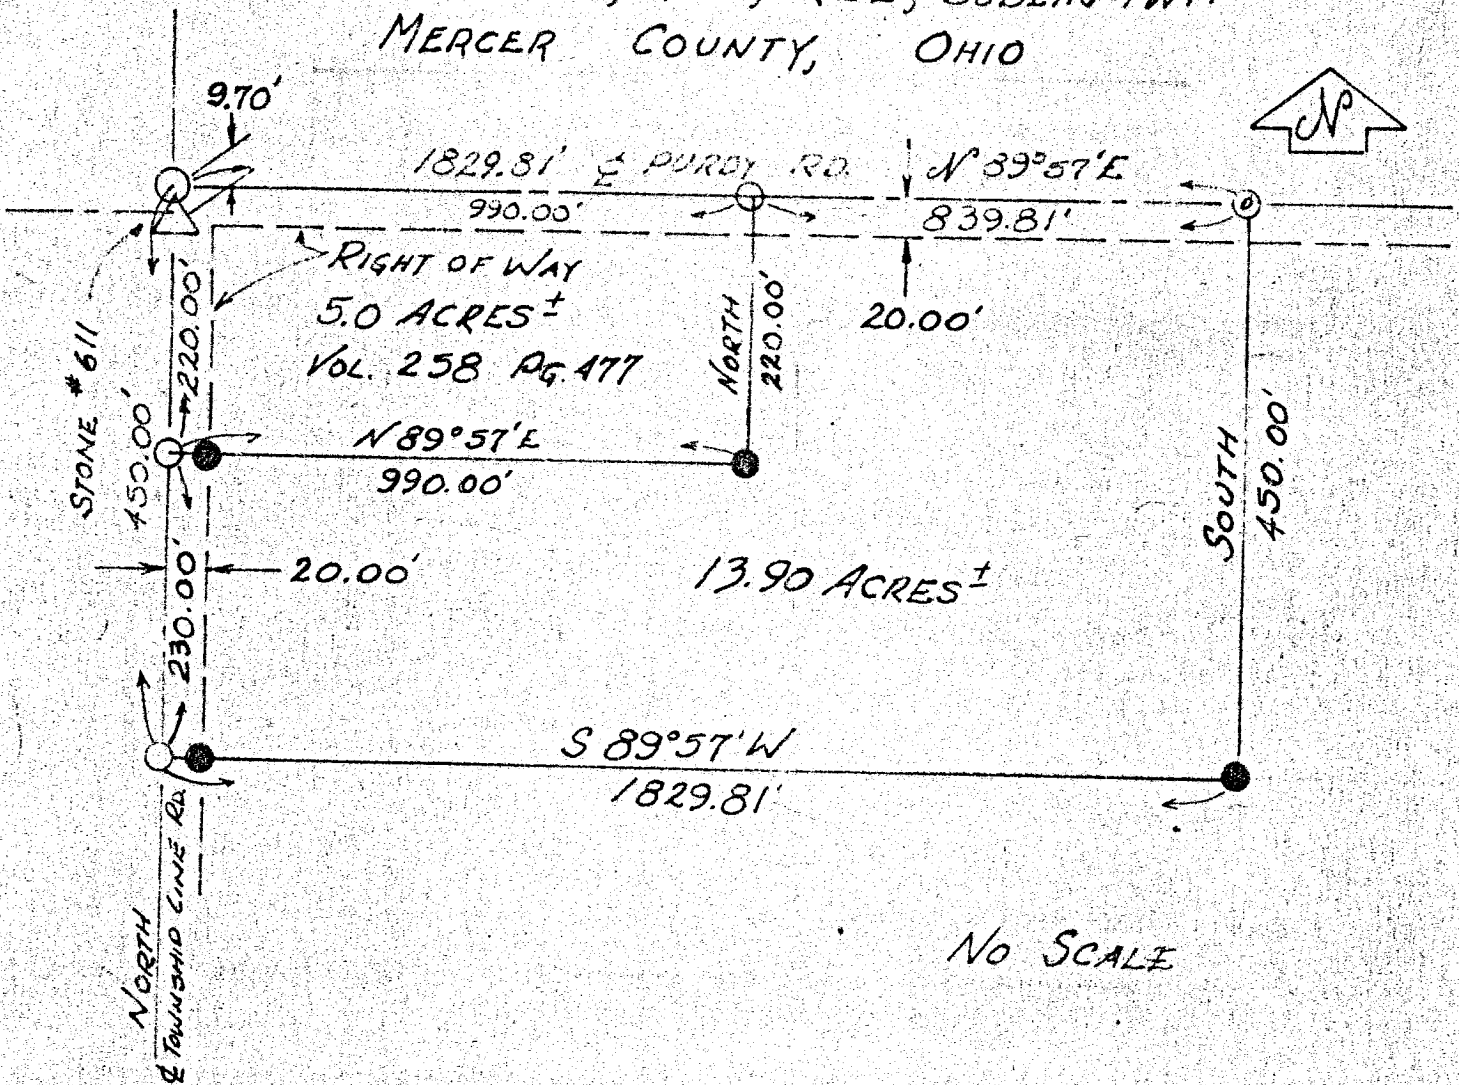 MERCER COUNTY, OHIO
N
9.70'
1829.81' ℄ PURDY RD. N 89°57'E
990.00'
839.81'
RIGHT OF WAY
5.0 ACRES ±
VOL. 258 PG. 477
STONE #611
450.00'
220.00'
NORTH
220.00'
20.00'
SOUTH
450.00'
N 89°57'E
990.00'
230.00'
20.00'
13.90 ACRES ±
S 89°57'W
1829.81'
NORTH
℄ TOWNSHIP LINE RD.
NO SCALE